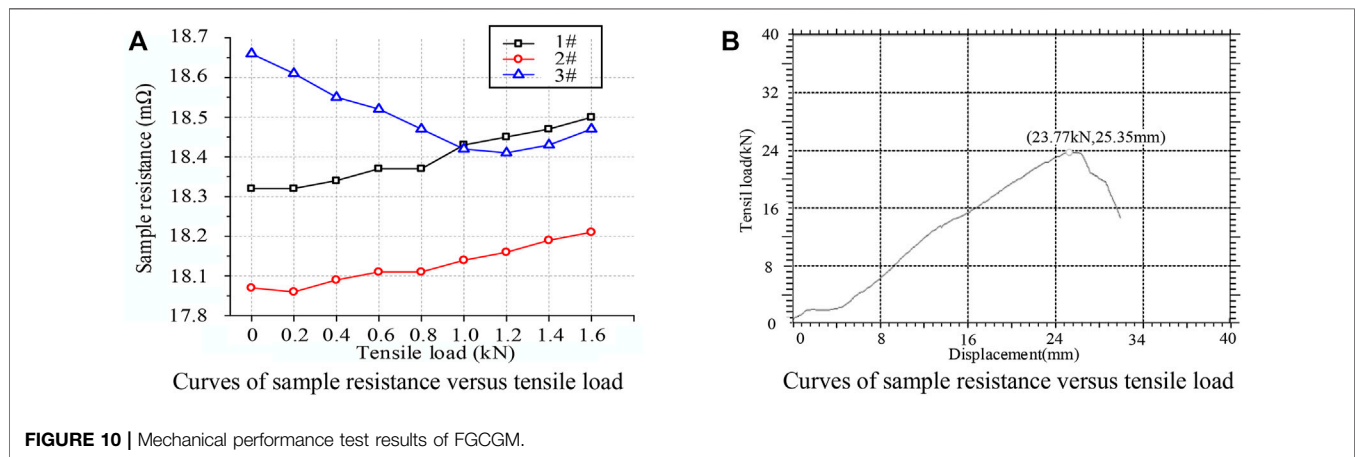 A
18.7
18.6
18.5
18.4
18.3
18.2
18.1
17.8
Sample resistance (mΩ)
1#
2#
3#
0 0.2 0.4 0.6 0.8 1.0 1.2 1.4 1.6
Tensile load (kN)
Curves of sample resistance versus tensile load
B
40
32
24
16
8
0
Tensil load(kN)
(23.77kN,25.35mm)
0 8 16 24 34 40
Displacement(mm)
Curves of sample resistance versus tensile load
FIGURE 10 | Mechanical performance test results of FGCGM.